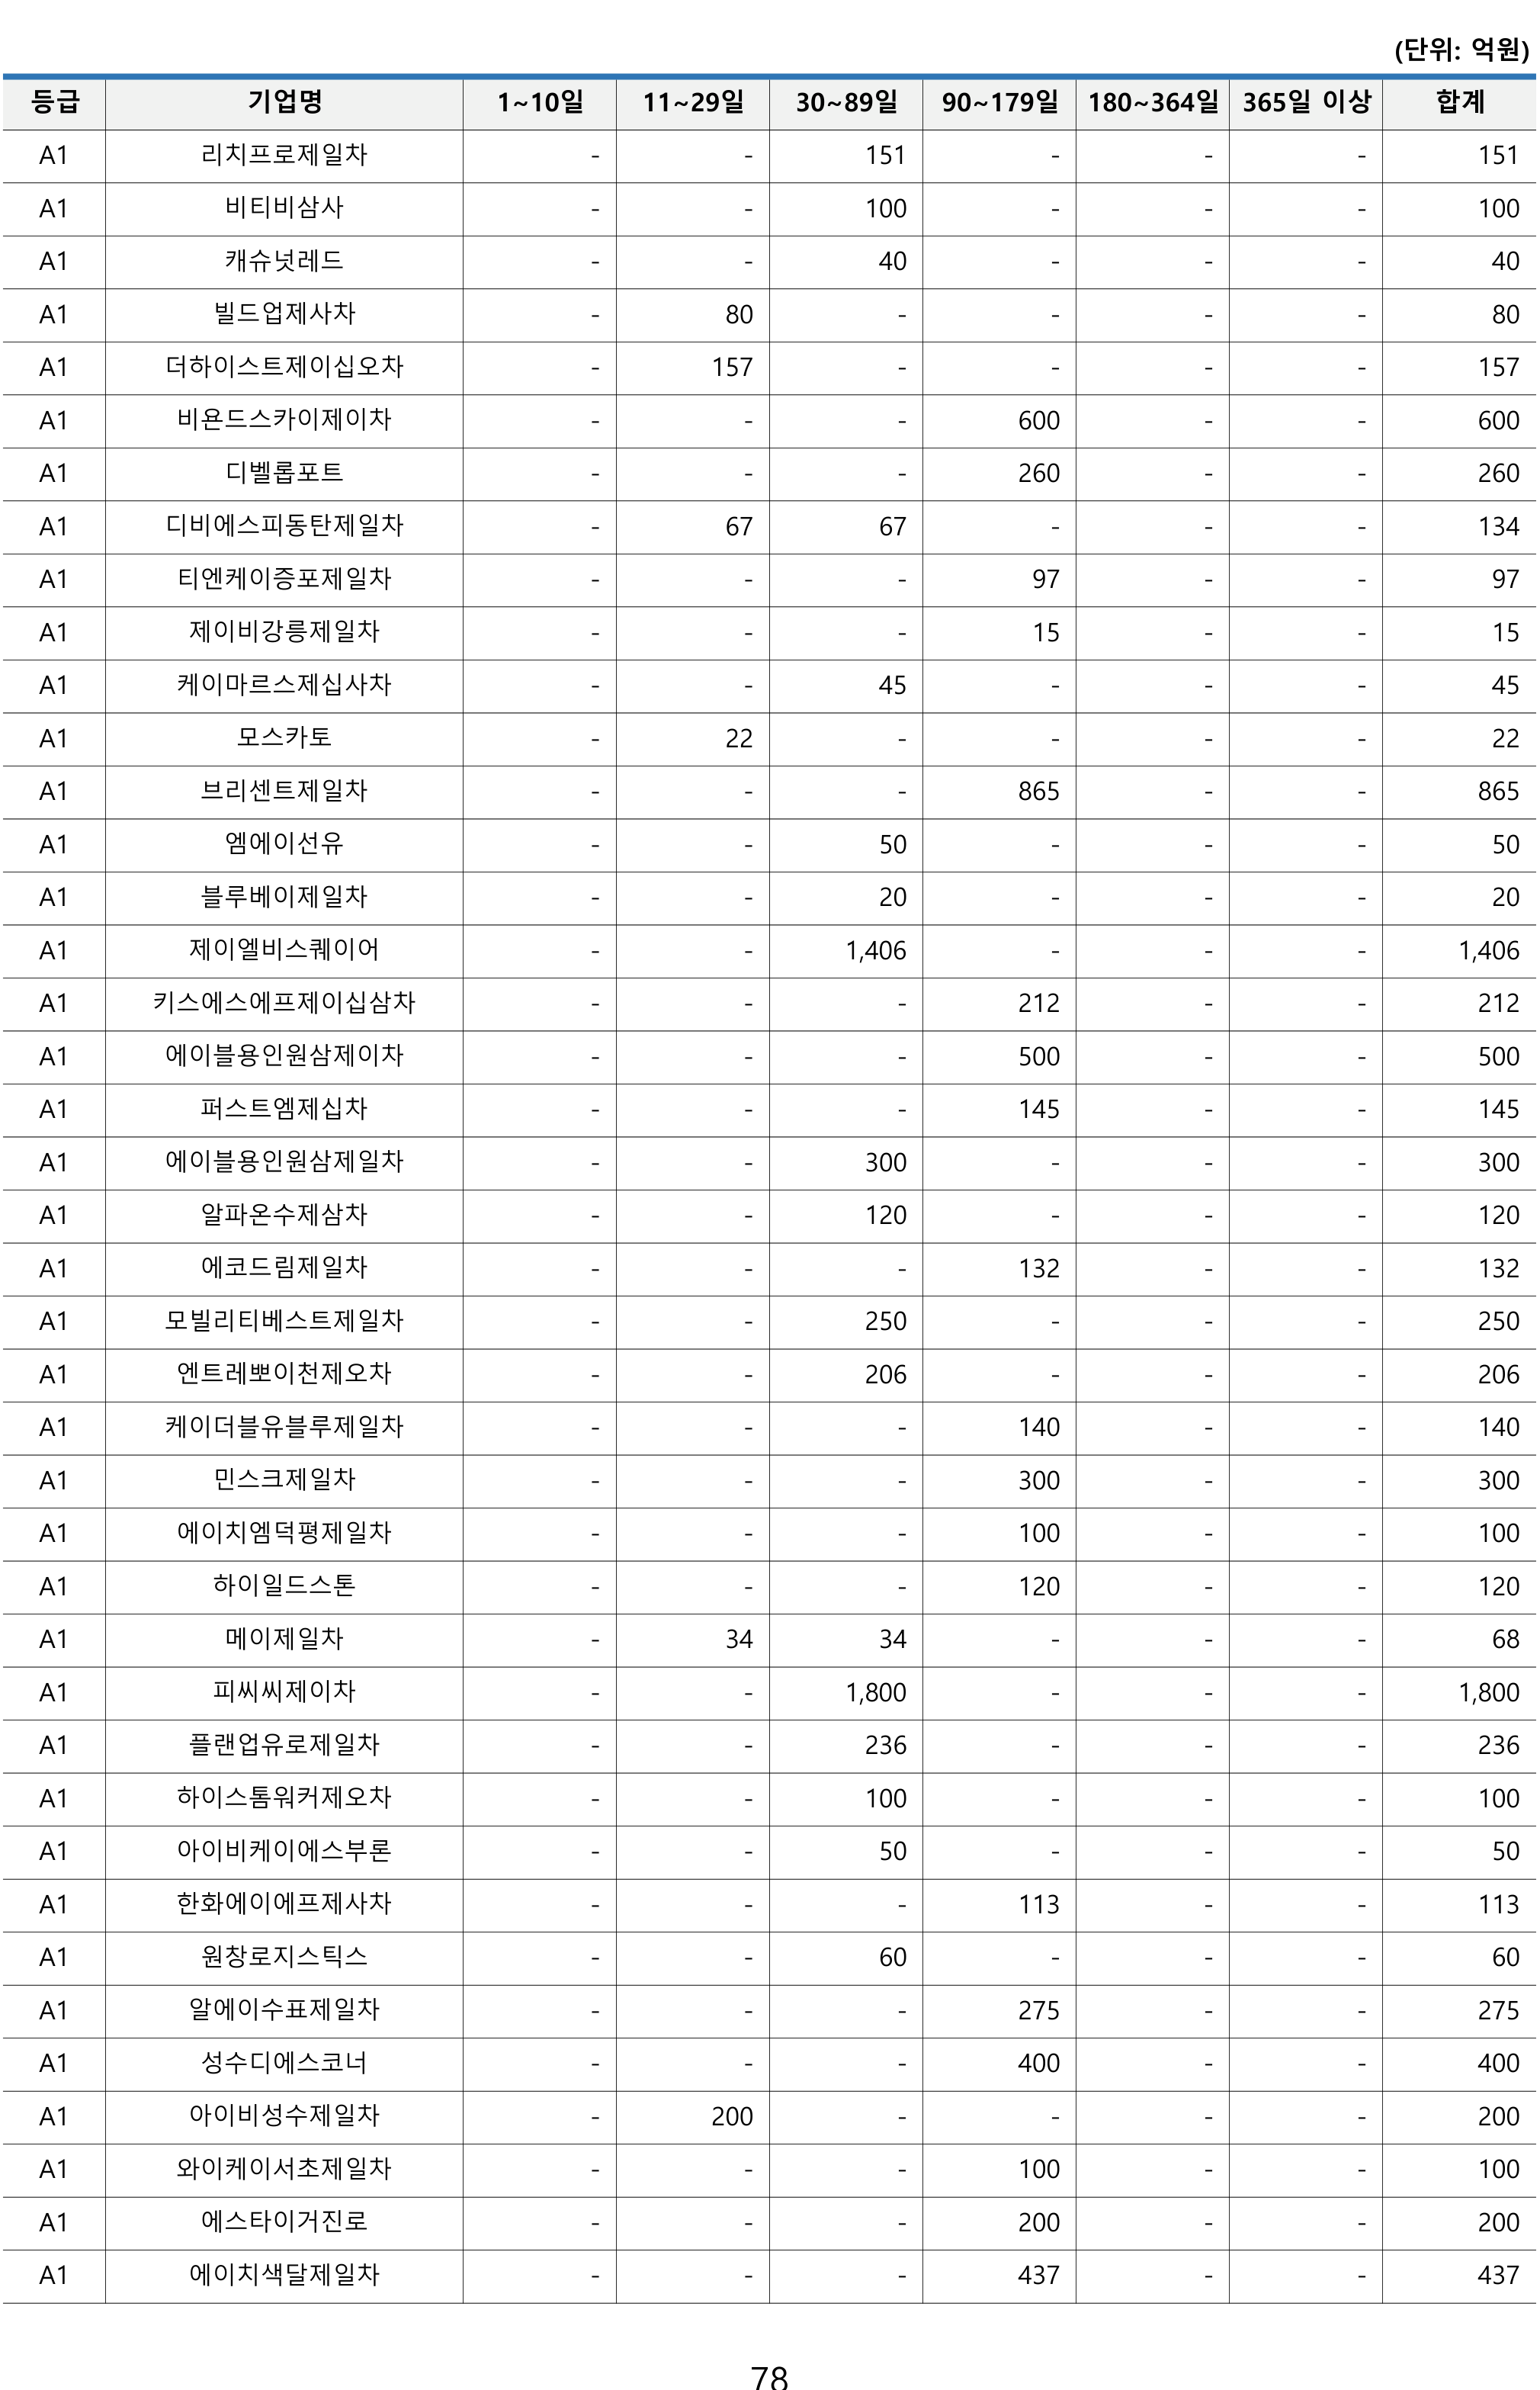 (단위: 억원)
등급 기업명 1~10일 11~29일 30~89일 90~179일 180~364일 365일 이상 합계
A1 리치프로제일차 - - 151 - - - 151
A1 비티비삼사 - - 100 - - - 100
A1 캐슈넛레드 - - 40 - - - 40
A1 빌드업제사차 - 80 - - - - 80
A1 더하이스트제이십오차 - 157 - - - - 157
A1 비욘드스카이제이차 - - - 600 - - 600
A1 디벨롭포트 - - - 260 - - 260
A1 디비에스피동탄제일차 - 67 67 - - - 134
A1 티엔케이증포제일차 - - - 97 - - 97
A1 제이비강릉제일차 - - - 15 - - 15
A1 케이마르스제십사차 - - 45 - - - 45
A1 모스카토 - 22 - - - - 22
A1 브리센트제일차 - - - 865 - - 865
A1 엠에이선유 - - 50 - - - 50
A1 블루베이제일차 - - 20 - - - 20
A1 제이엘비스퀘이어 - - 1,406 - - - 1,406
A1 키스에스에프제이십삼차 - - - 212 - - 212
A1 에이블용인원삼제이차 - - - 500 - - 500
A1 퍼스트엠제십차 - - - 145 - - 145
A1 에이블용인원삼제일차 - - 300 - - - 300
A1 알파온수제삼차 - - 120 - - - 120
A1 에코드림제일차 - - - 132 - - 132
A1 모빌리티베스트제일차 - - 250 - - - 250
A1 엔트레뽀이천제오차 - - 206 - - - 206
A1 케이더블유블루제일차 - - - 140 - - 140
A1 민스크제일차 - - - 300 - - 300
A1 에이치엠덕평제일차 - - - 100 - - 100
A1 하이일드스톤 - - - 120 - - 120
A1 메이제일차 - 34 34 - - - 68
A1 피씨씨제이차 - - 1,800 - - - 1,800
A1 플랜업유로제일차 - - 236 - - - 236
A1 하이스톰워커제오차 - - 100 - - - 100
A1 아이비케이에스부론 - - 50 - - - 50
A1 한화에이에프제사차 - - - 113 - - 113
A1 원창로지스틱스 - - 60 - - - 60
A1 알에이수표제일차 - - - 275 - - 275
A1 성수디에스코너 - - - 400 - - 400
A1 아이비성수제일차 - 200 - - - - 200
A1 와이케이서초제일차 - - - 100 - - 100
A1 에스타이거진로 - - - 200 - - 200
A1 에이치색달제일차 - - - 437 - - 437
78